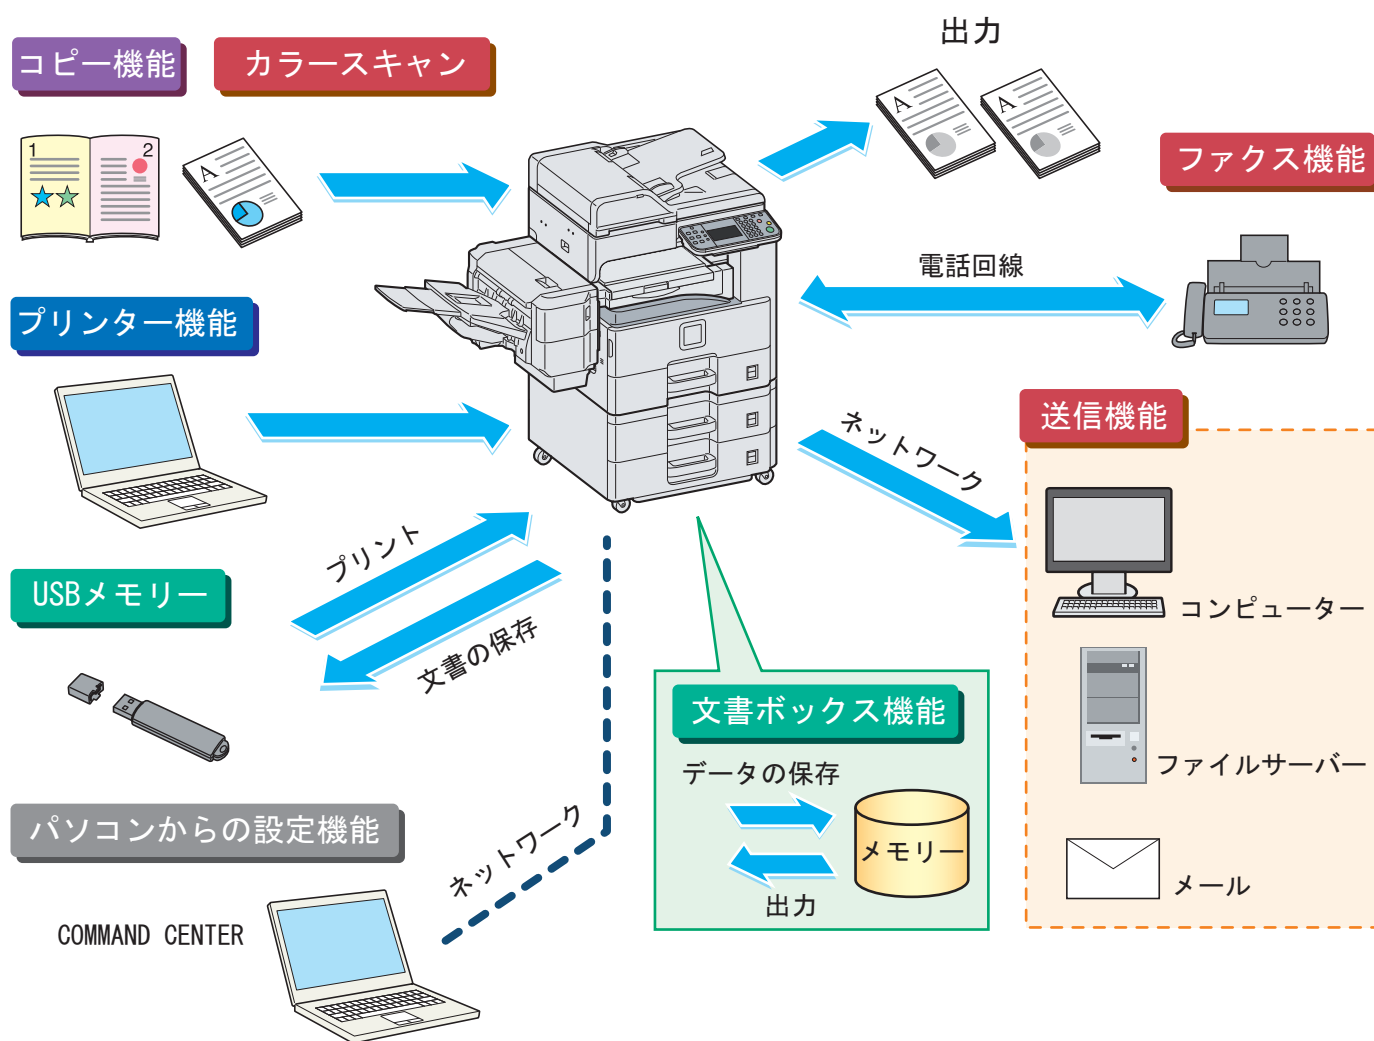 出力
コピー機能
カラースキャン
1
2
A
A
A
ファクス機能
電話回線
プリンター機能
ネットワーク
送信機能
プリント
USBメモリー
文書の保存
コンピューター
文書ボックス機能
データの保存
ファイルサーバー
パソコンからの設定機能
ネットワーク
メモリー
メール
出力
COMMAND CENTER